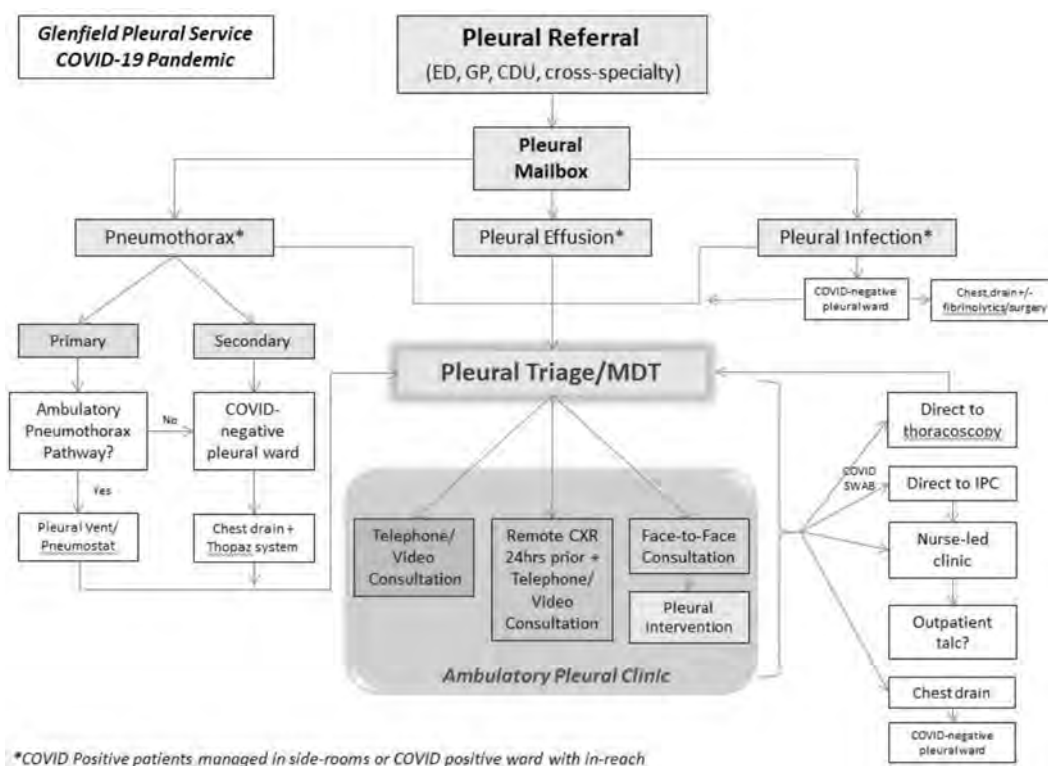 Glenfield Pleural Service
COVID-19 Pandemic
Pleural Referral
(ED, GP, CDU, cross-specialty)
Pleural
Mailbox
Pneumothorax*
Pleural Effusion*
Pleural Infection*
COVID-negative
pleural ward
Chest drain +/-
fibrinolytics/surgery
Primary
Secondary
Pleural Triage/MDT
Ambulatory
Pneumothorax
Pathway?
No
COVID-
negative
pleural ward
Yes
Pleural Vent/
Pneumostat
Chest drain +
Thopaz system
Telephone/
Video
Consultation
Remote CXR
24hrs prior +
Telephone/
Video
Consultation
Face-to-Face
Consultation
Pleural
Intervention
Ambulatory Pleural Clinic
COVID
SWAB
Direct to
thoracoscopy
Direct to IPC
Nurse-led
clinic
Outpatient
talc?
Chest drain
COVID-negative
pleural ward
*COVID Positive patients managed in side-rooms or COVID positive ward with in-reach